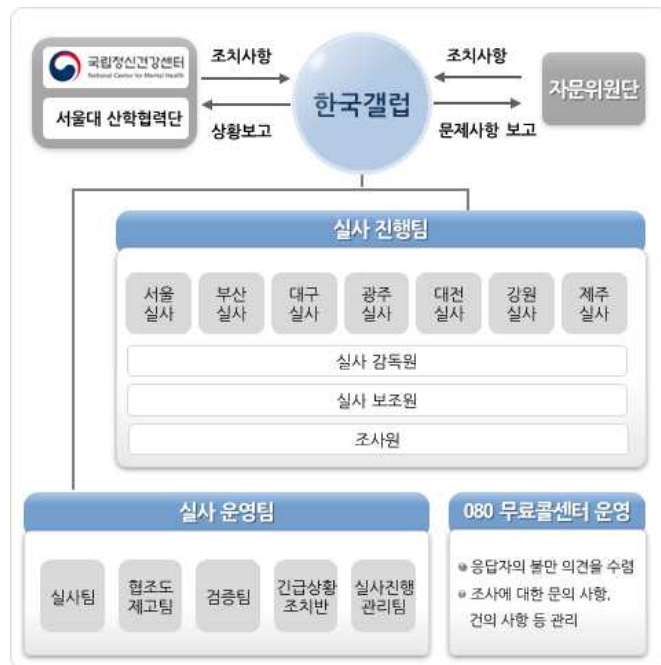 국립정신건강센터
National Center for Mental Health
서울대 산학협력단
조치사항
상황보고
한국갤럽
조치사항
문제사항 보고
자문위원단
실사 진행팀
서울
실사
부산
실사
대구
실사
광주
실사
대전
실사
강원
실사
제주
실사
실사 감독원
실사 보조원
조사원
실사 운영팀
실사팀
협조도
제고팀
검증팀
긴급상황
조치반
실사진행
관리팀
080 무료콜센터 운영
응답자의 불만 의견을 수렴
조사에 대한 문의 사항,
건의 사항 등 관리